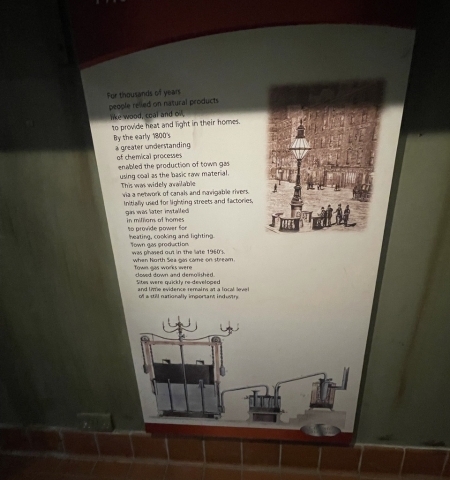 For thousands of years
people relied on natural products
like wood, coal and oil,
to provide heat and light in their homes.
By the early 1800's
a greater understanding
of chemical processes
enabled the production of town gas
using coal as the basic raw material.
This was widely available
via a network of canals and navigable rivers.
Initially used for lighting streets and factories,
gas was later installed
in millions of homes
to provide power for
heating, cooking and lighting.
Town gas production
was phased out in the late 1960's,
when North Sea gas came on stream.
Town gas works were
closed down and demolished.
Sites were quickly re-developed
and little evidence remains at a local level
of a still nationally important industry.